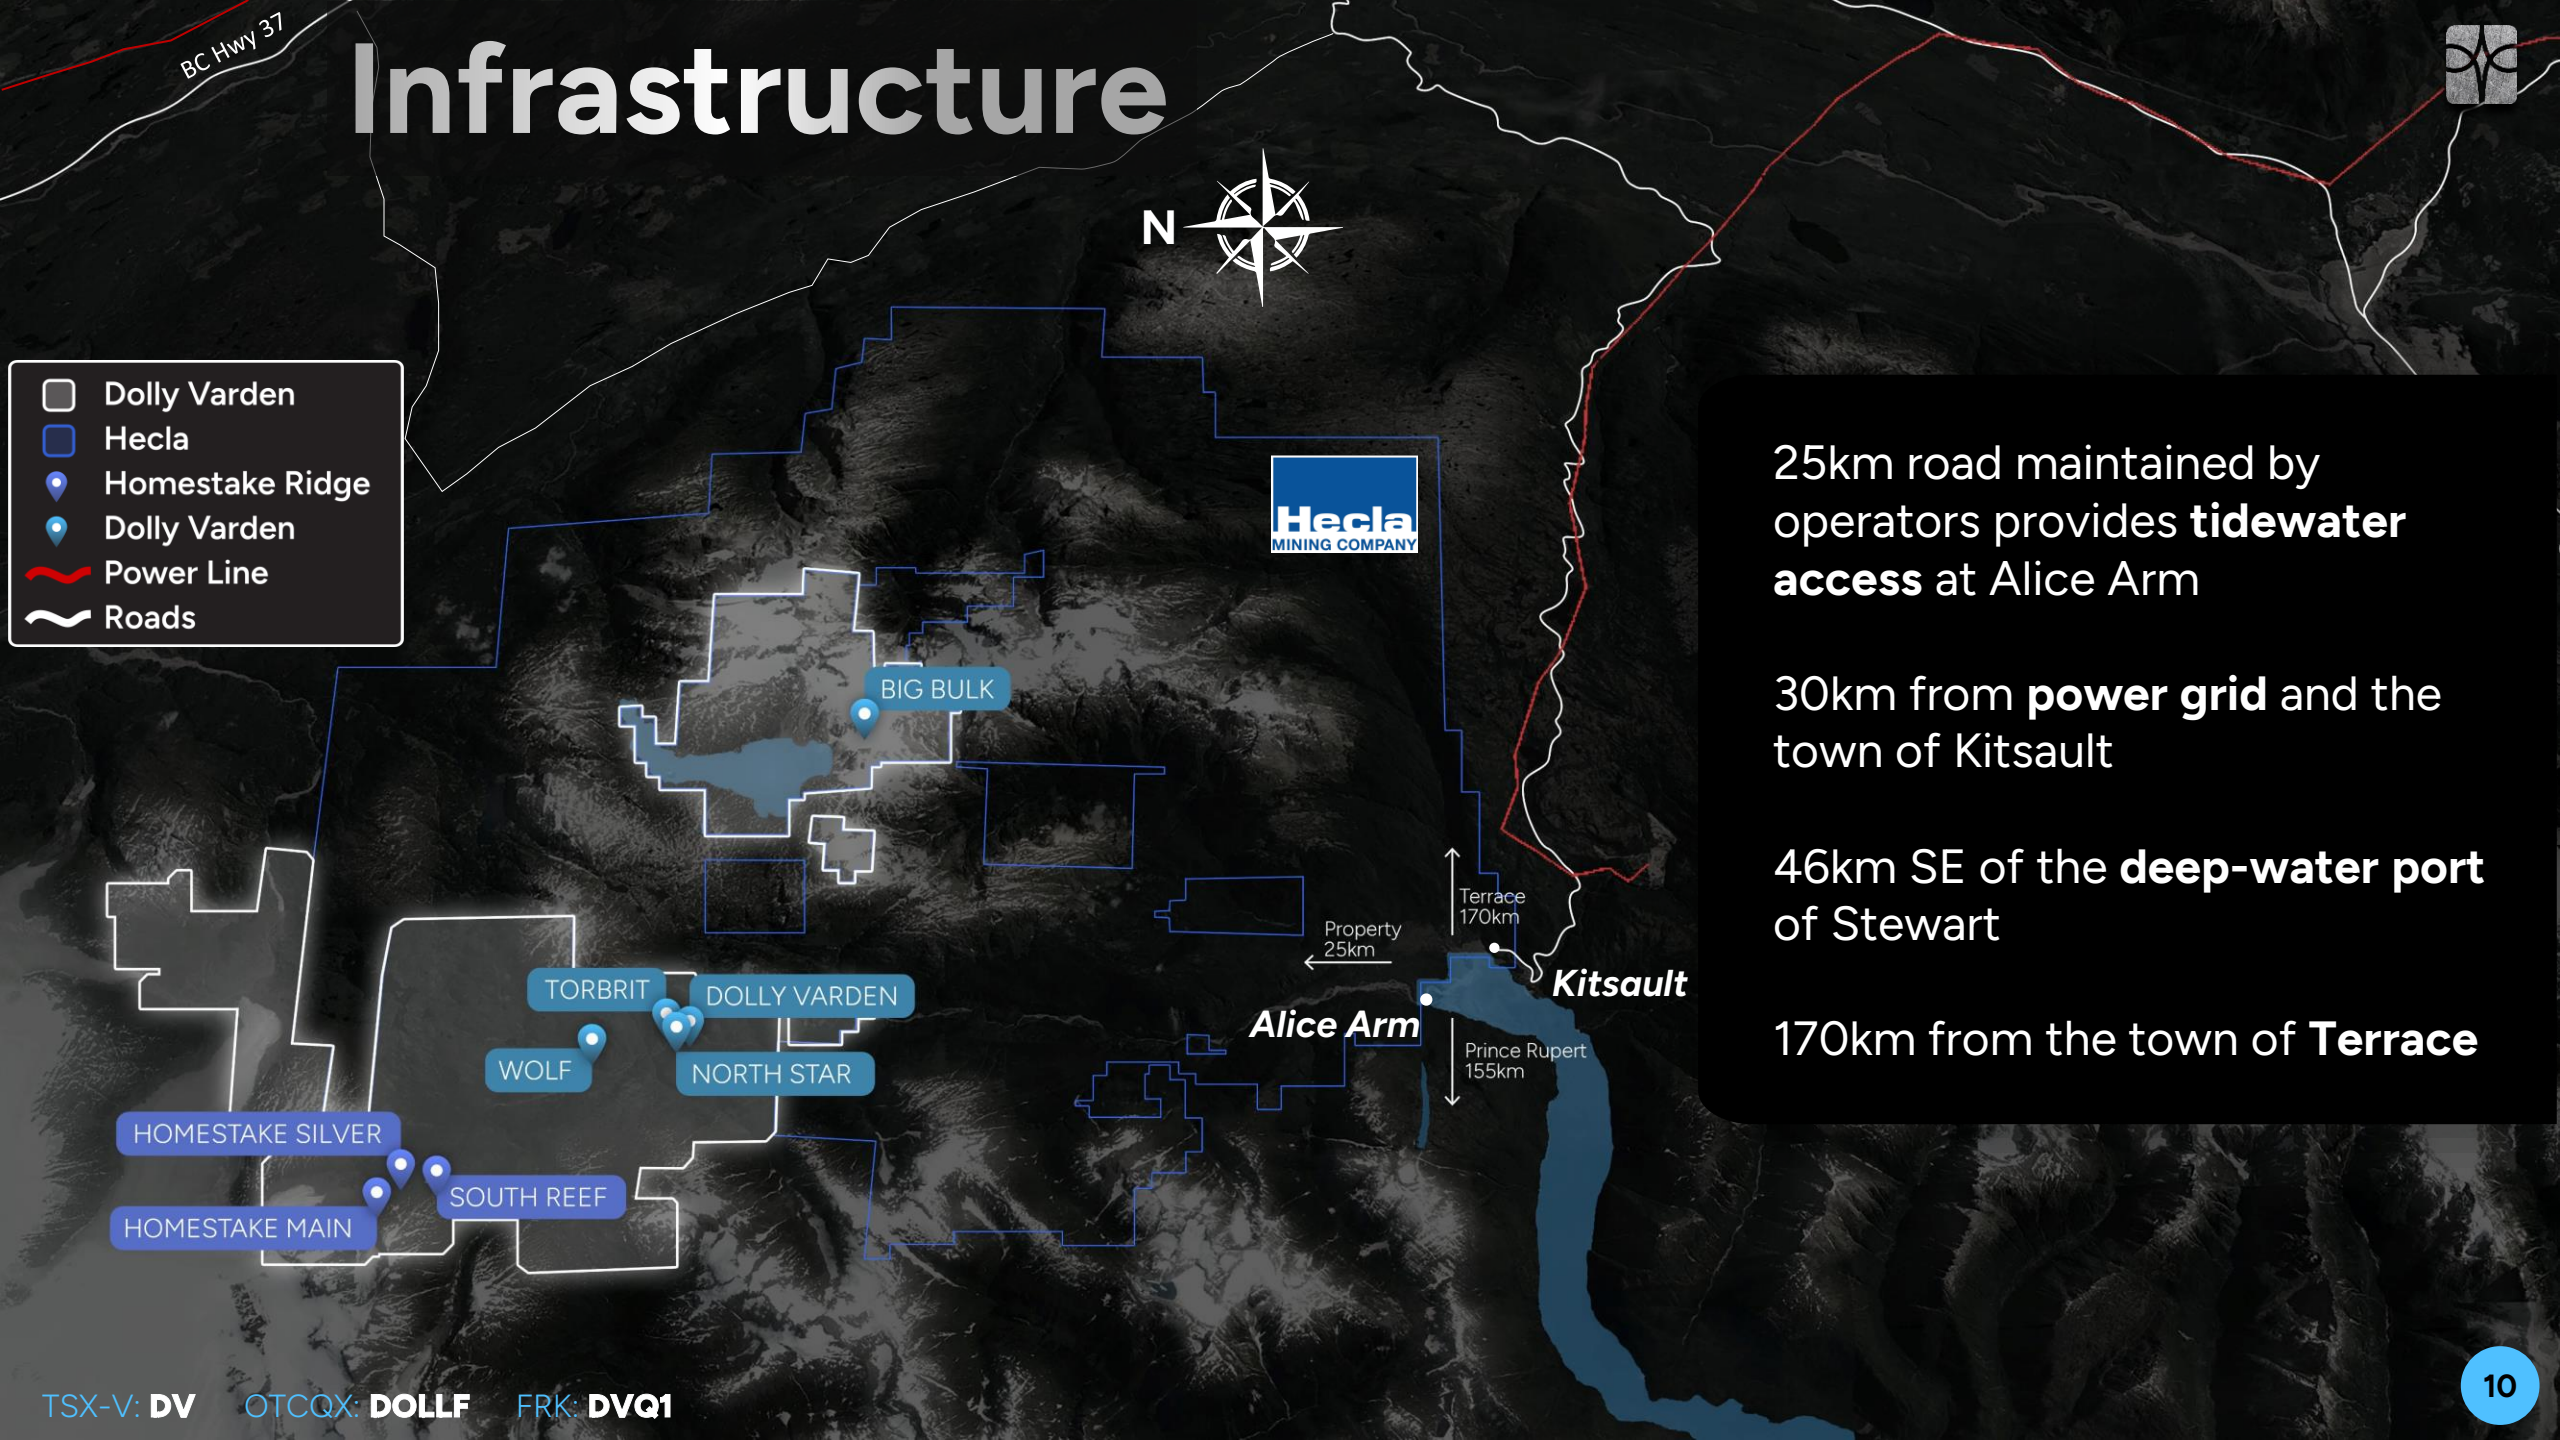 BC Hwy 37
Infrastructure
N
Dolly Varden
Hecla
Homestake Ridge
Dolly Varden
Power Line
Roads
Hecla
MINING COMPANY
25km road maintained by
operators provides tidewater
access at Alice Arm
30km from power grid and the
town of Kitsault
46km SE of the deep-water port
of Stewart
170km from the town of Terrace
BIG BULK
Terrace
170km
Property
25km
Kitsault
Alice Arm
Prince Rupert
155km
TORBRIT
DOLLY VARDEN
WOLF
NORTH STAR
HOMESTAKE SILVER
SOUTH REEF
HOMESTAKE MAIN
TSX-V: DV OTCQX: DOLLF FRK: DVQ1
10